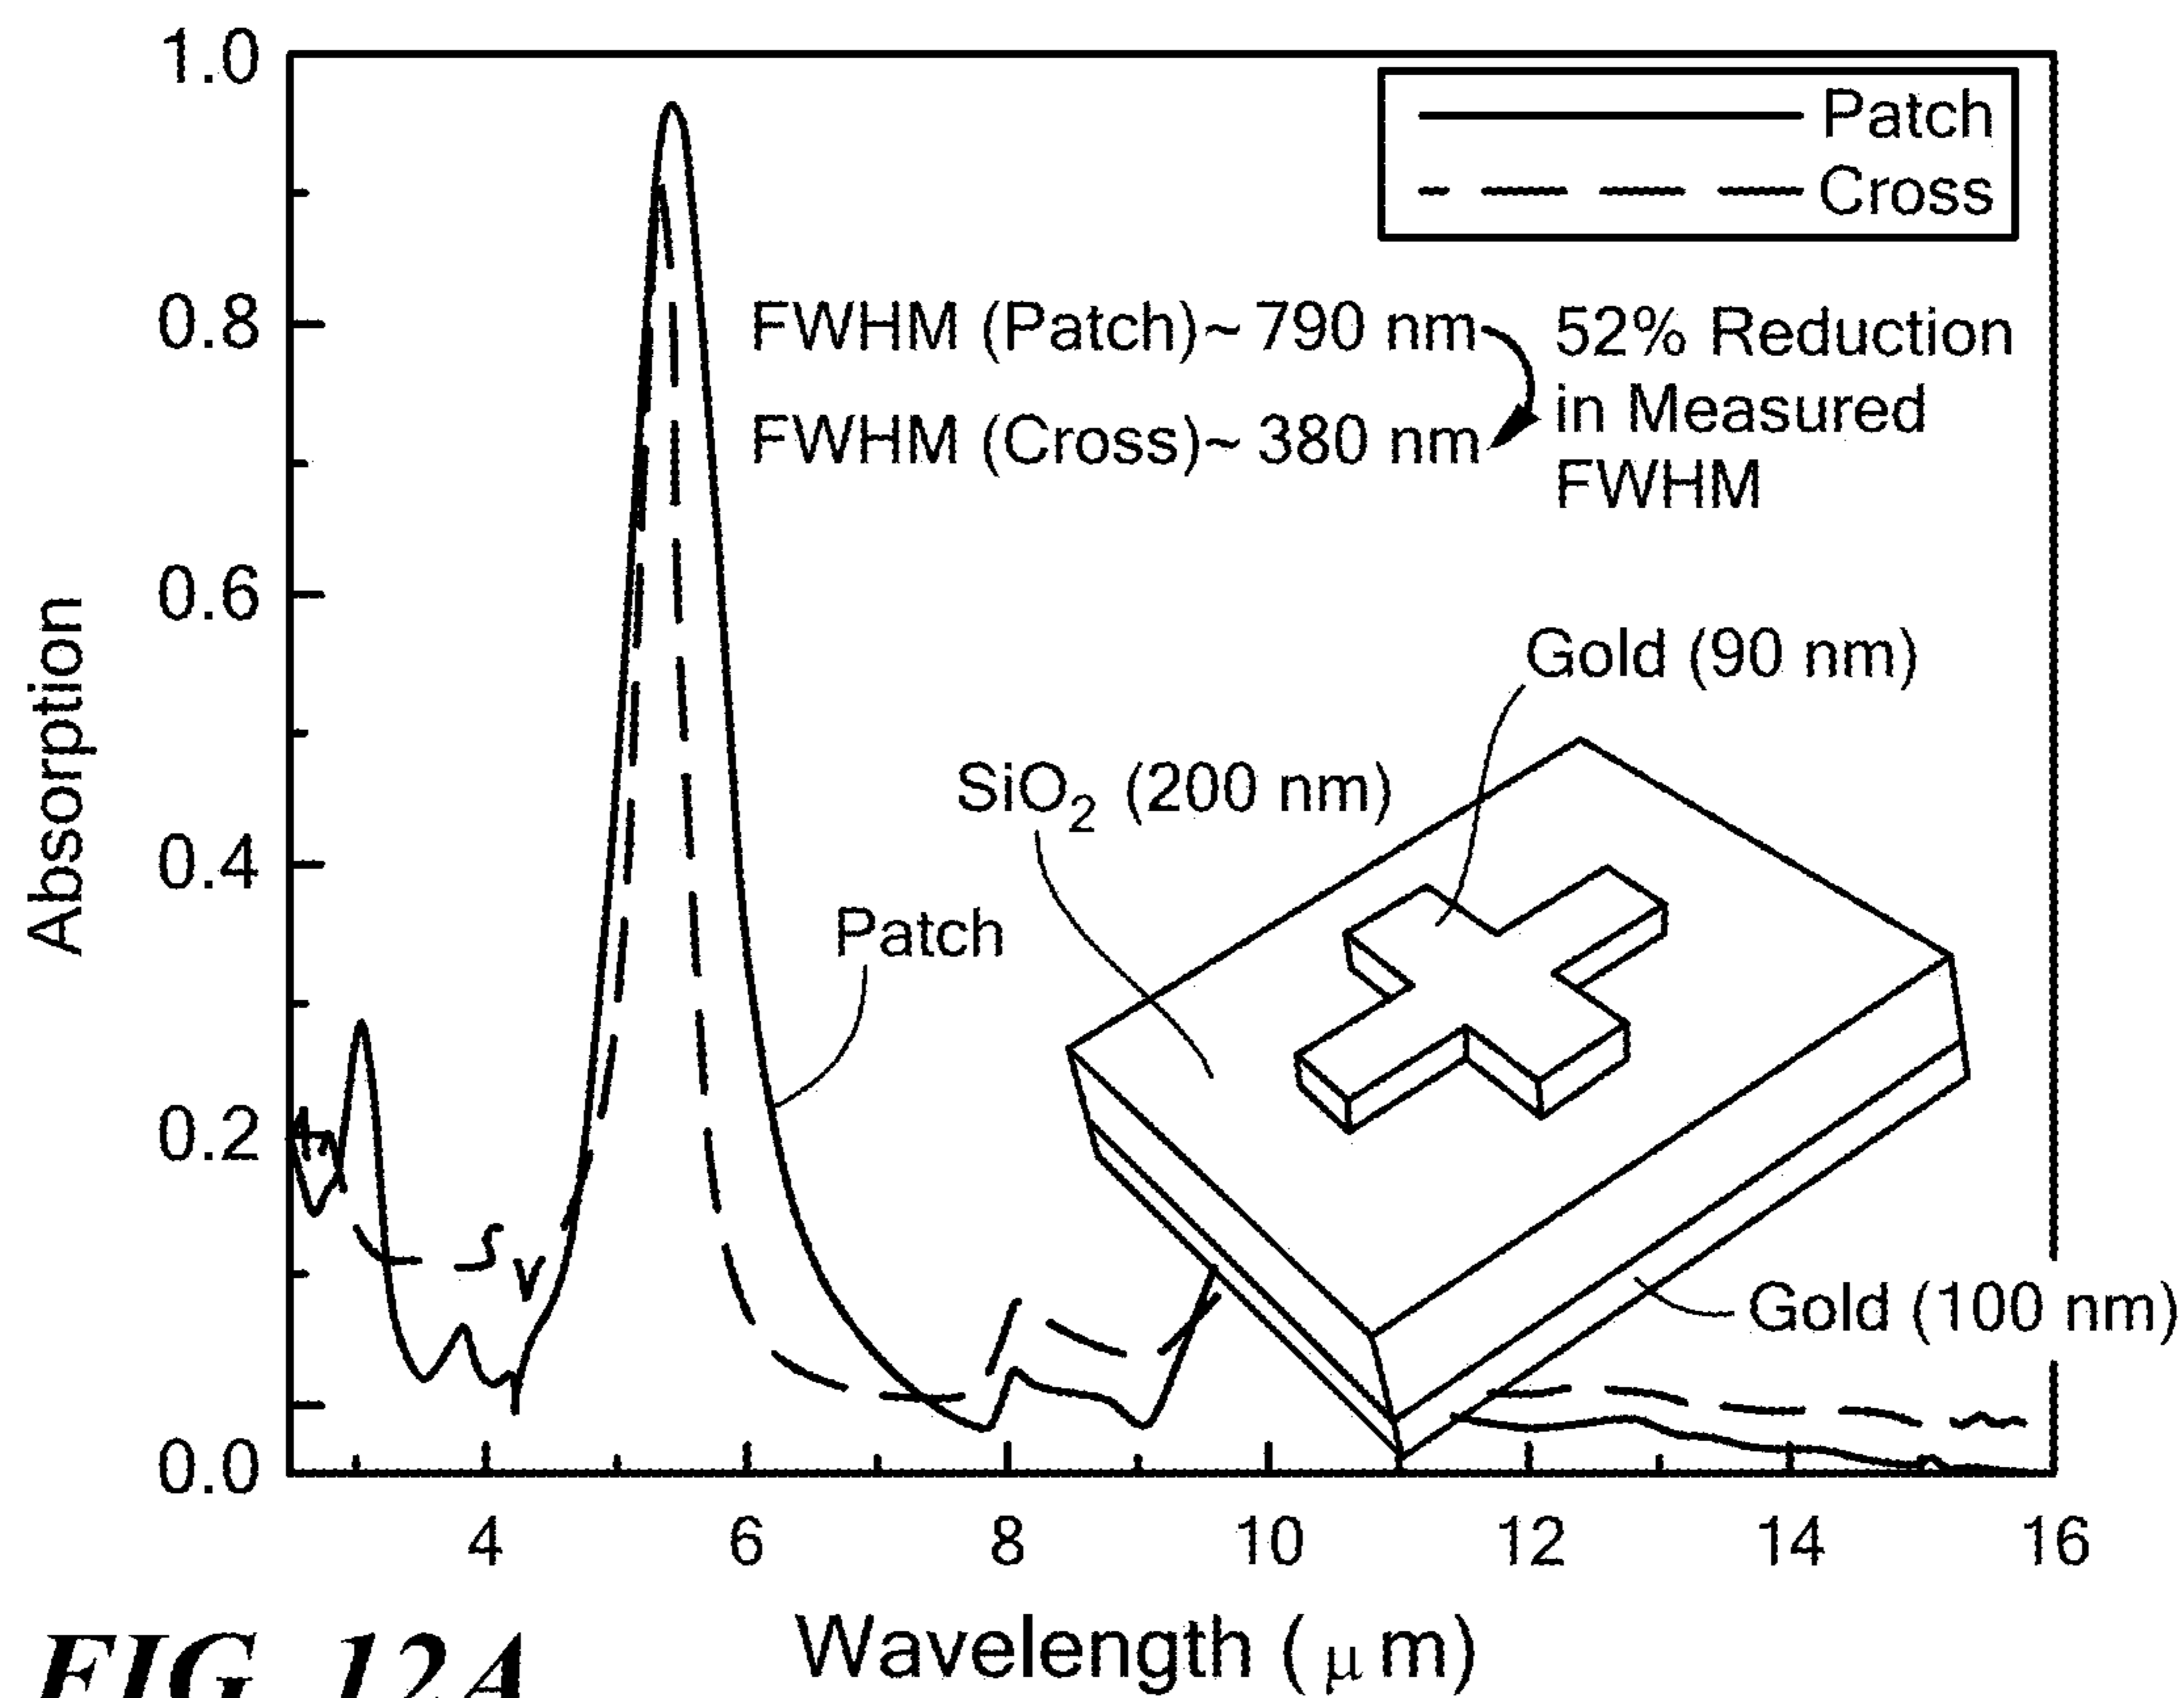 1.0
0.8
0.6
0.4
0.2
0.0
Absorption
Patch
Cross
FWHM (Patch)~ 790 nm
FWHM (Cross)~ 380 nm
52% Reduction
in Measured
FWHM
Gold (90 nm)
SiO₂ (200 nm)
Patch
Gold (100 nm)
4 6 8 10 12 14 16
Wavelength (μm)
FIG. 12A